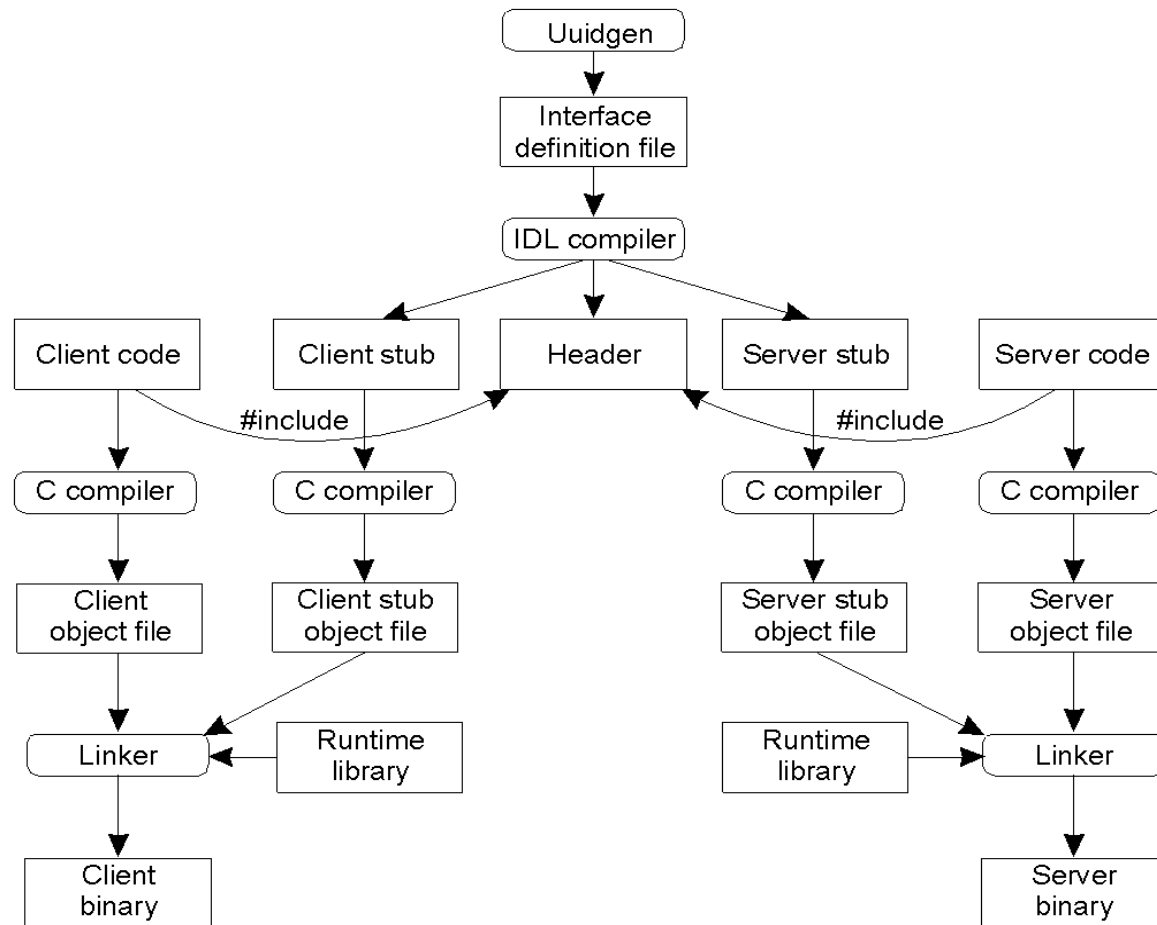 Uuidgen
Interface
definition file
IDL compiler
Client code
Client stub
Header
Server stub
Server code
#include
#include
C compiler
C compiler
C compiler
C compiler
Client
object file
Client stub
object file
Server stub
object file
Server
object file
Linker
Runtime
library
Runtime
library
Linker
Client
binary
Server
binary